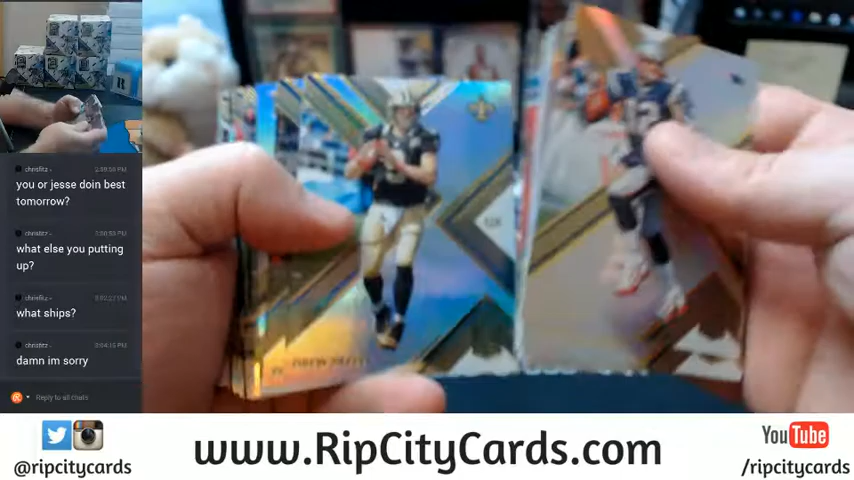 chrisfitz -
you or jesse doin best
tomorrow?
chrisfitz -
what else you putting
up?
chrisfitz -
what ships?
chrisfitz -
damn im sorry
Reply to all chats
@ripcitycards
www.RipCityCards.com
YouTube
/ripcitycards